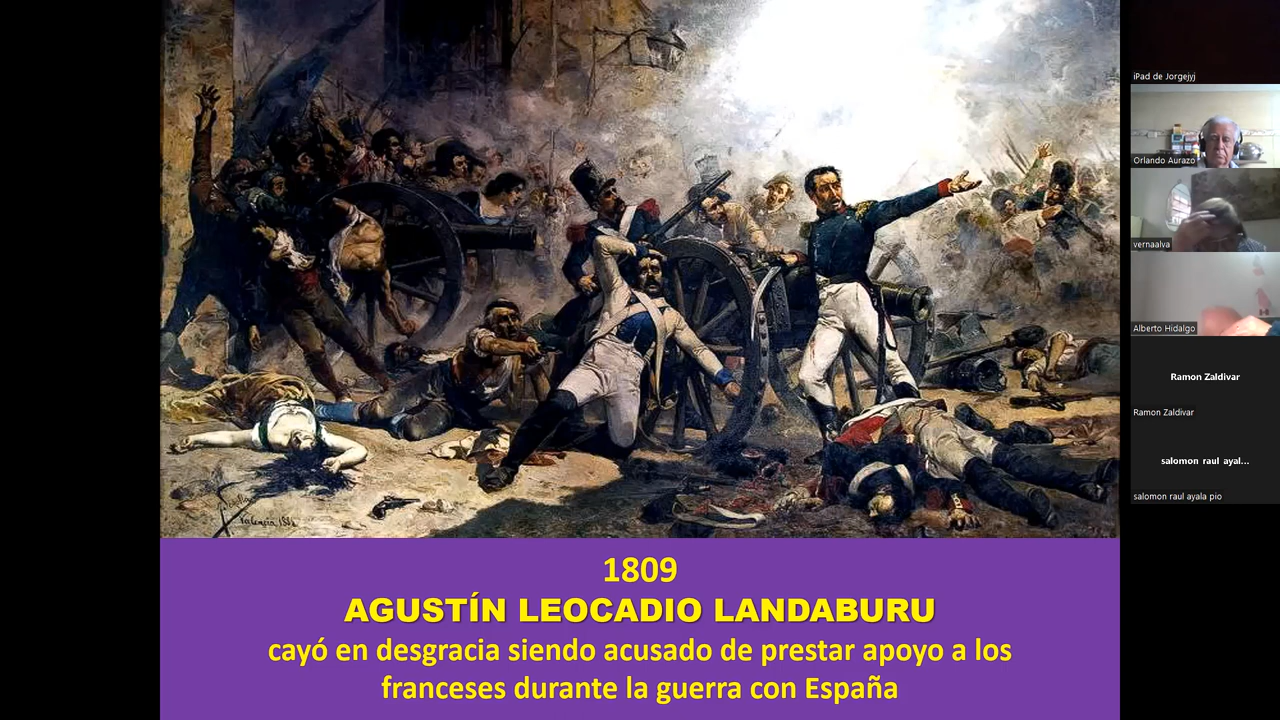 1809
AGUSTÍN LEOCADIO LANDABURU
cayó en desgracia siendo acusado de prestar apoyo a los
franceses durante la guerra con España
iPad de Jorgejyj
Orlando Aurazo
vernaalva
Alberto Hidalgo
Ramon Zaldivar
Ramon Zaldivar
salomon raul ayal...
salomon raul ayala pio